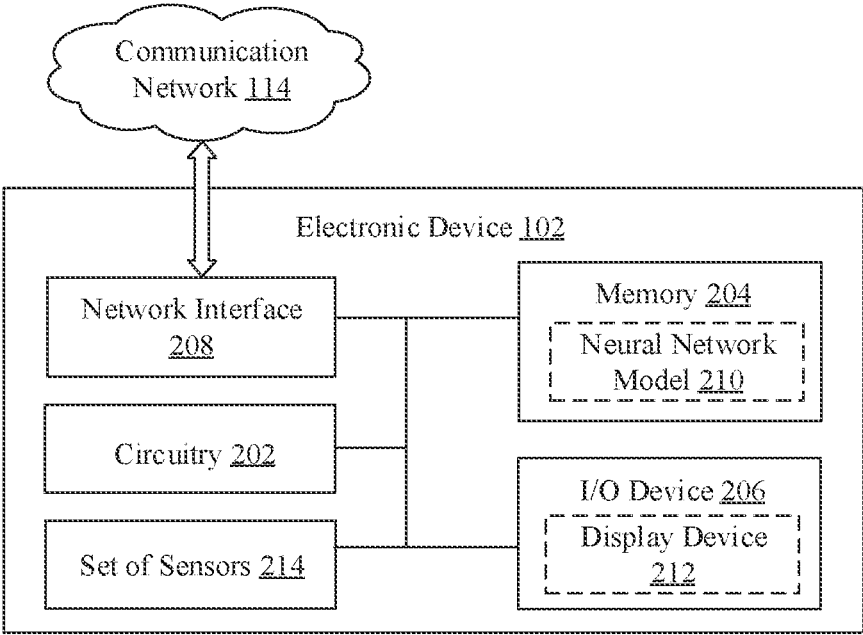 Communication
Network 114
Electronic Device 102
Network Interface
208
Circuitry 202
Set of Sensors 214
Memory 204
Neural Network
Model 210
I/O Device 206
Display Device
212